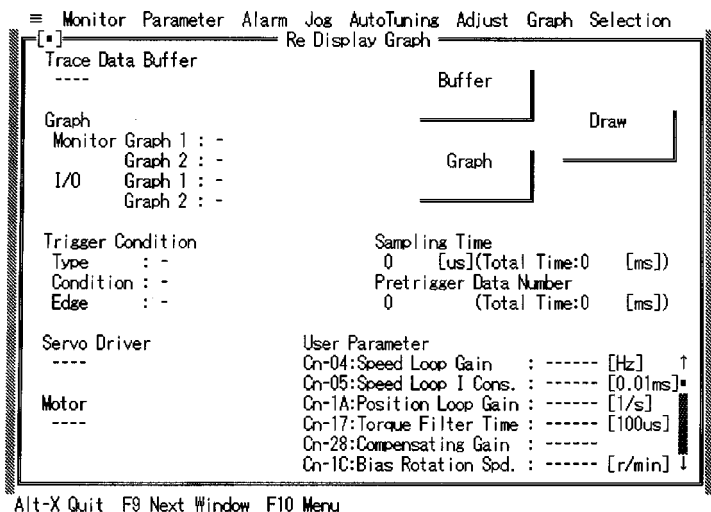 ≡ Monitor Parameter Alarm Jog AutoTuning Adjust Graph Selection
[▪] Re Display Graph
Trace Data Buffer
----
Buffer
Draw
Graph
Monitor Graph 1 : -
Graph 2 : -
I/O Graph 1 : -
Graph 2 : -
Graph
Trigger Condition
Type : -
Condition : -
Edge : -
Sampling Time
0 [us](Total Time:0 [ms])
Pretrigger Data Number
0 (Total Time:0 [ms])
Servo Driver
----
Motor
----
User Parameter
Cn-04:Speed Loop Gain : ------ [Hz] ↑
Cn-05:Speed Loop I Cons. : ------ [0.01ms]▪
Cn-1A:Position Loop Gain : ------ [1/s]
Cn-17:Torque Filter Time : ------ [100us]
Cn-28:Compensating Gain : ------
Cn-1C:Bias Rotation Spd. : ------ [r/min] ↓
Alt-X Quit F9 Next Window F10 Menu